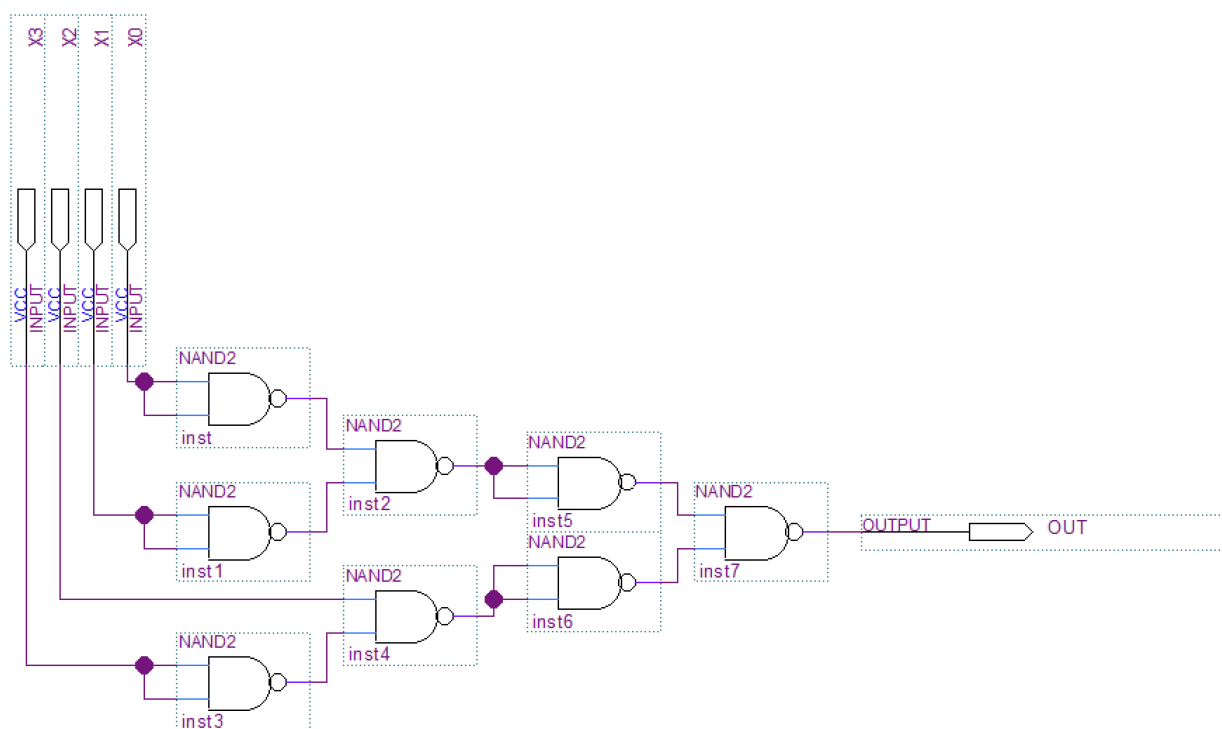 X3
X2
X1
X0
VCC
INPUT
VCC
INPUT
VCC
INPUT
VCC
INPUT
NAND2
inst
NAND2
inst2
NAND2
inst5
NAND2
inst1
NAND2
inst7
OUTPUT
OUT
NAND2
inst6
NAND2
inst4
NAND2
inst3